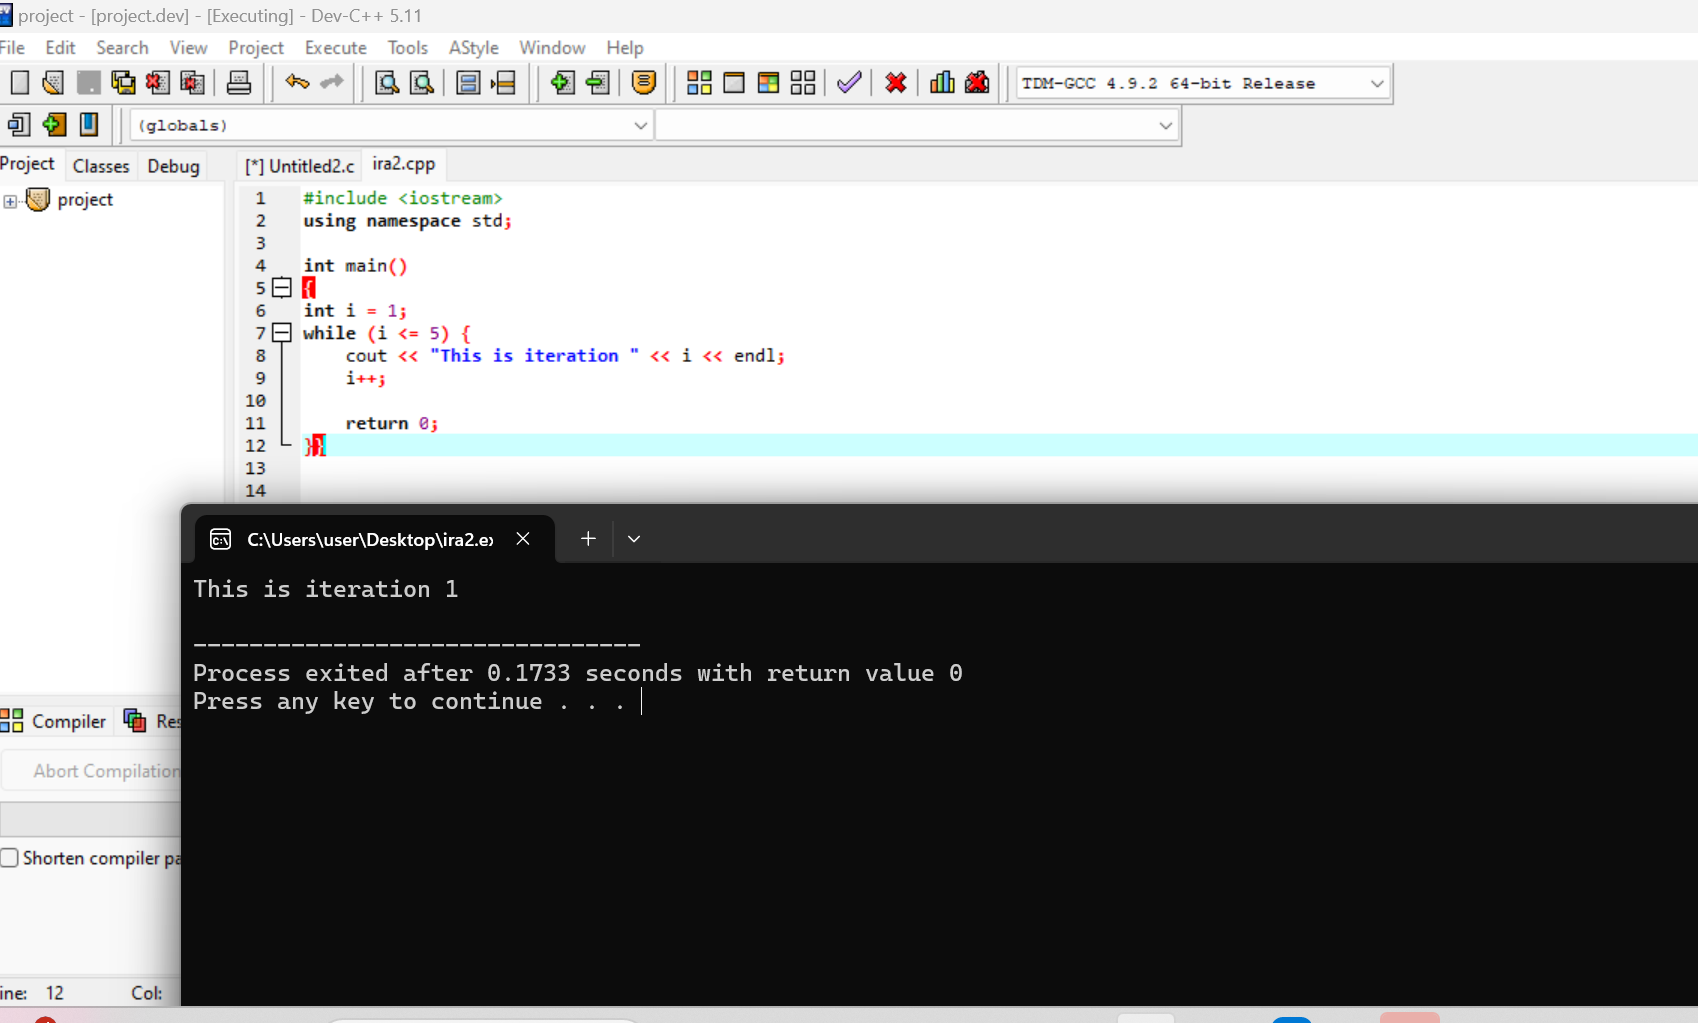 project - [project.dev] - [Executing] - Dev-C++ 5.11
File Edit Search View Project Execute Tools AStyle Window Help
TDM-GCC 4.9.2 64-bit Release
(globals)
Project Classes Debug [*] Untitled2.c ira2.cpp
project
1 #include <iostream>
2 using namespace std;
3
4 int main()
5 {
6 int i = 1;
7 while (i <= 5) {
8     cout << "This is iteration " << i << endl;
9     i++;
10
11     return 0;
12 }}
13
14
C:\Users\user\Desktop\ira2.e
This is iteration 1
--------------------------------
Process exited after 0.1733 seconds with return value 0
Press any key to continue . . .
Compiler Res
Abort Compilation
Shorten compiler pa
ine: 12 Col: